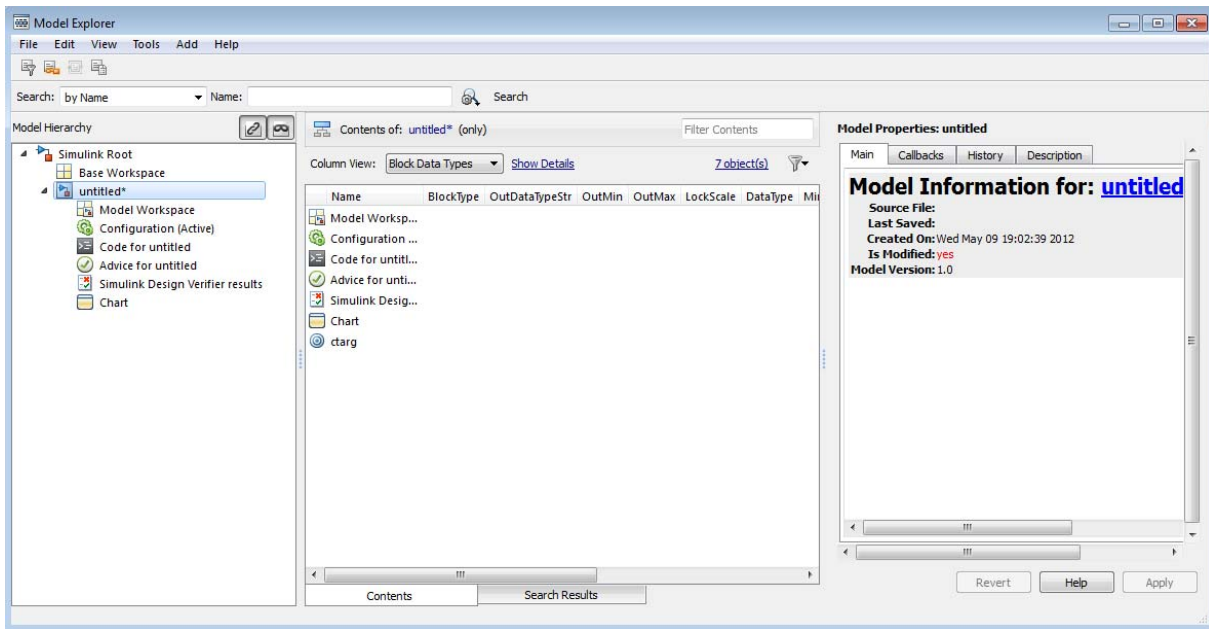 Model Explorer
File Edit View Tools Add Help
Search: by Name Name: Search
Model Hierarchy
Simulink Root
Base Workspace
untitled*
Model Workspace
Configuration (Active)
Code for untitled
Advice for untitled
Simulink Design Verifier results
Chart
Contents of: untitled* (only) Filter Contents
Column View: Block Data Types Show Details 7 object(s)
Name BlockType OutDataTypeStr OutMin OutMax LockScale DataType Mi
Model Worksp...
Configuration ...
Code for untitl...
Advice for unti...
Simulink Desig...
Chart
ctarg
Contents Search Results
Model Properties: untitled
Main Callbacks History Description
Model Information for: untitled
Source File:
Last Saved:
Created On: Wed May 09 19:02:39 2012
Is Modified: yes
Model Version: 1.0
Revert Help Apply